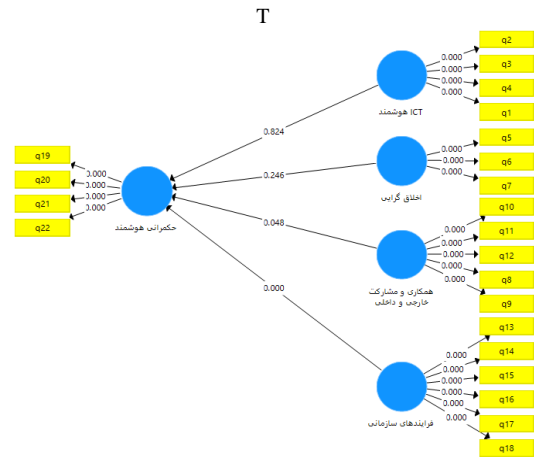 T
q2
q3
q4
q1
0.000
0.000
0.000
0.000
ICT هوشمند
q5
q6
q7
0.000
0.000
0.000
اخلاق گرایی
q10
q11
q12
q8
q9
0.000
0.000
0.000
0.000
0.000
همکاری و مشارکت
خارجی و داخلی
q13
q14
q15
q16
q17
q18
0.000
0.000
0.000
0.000
0.000
0.000
فرایندهای سازمانی
0.824
0.246
0.048
0.000
q19
q20
q21
q22
0.000
0.000
0.000
0.000
حکمرانی هوشمند